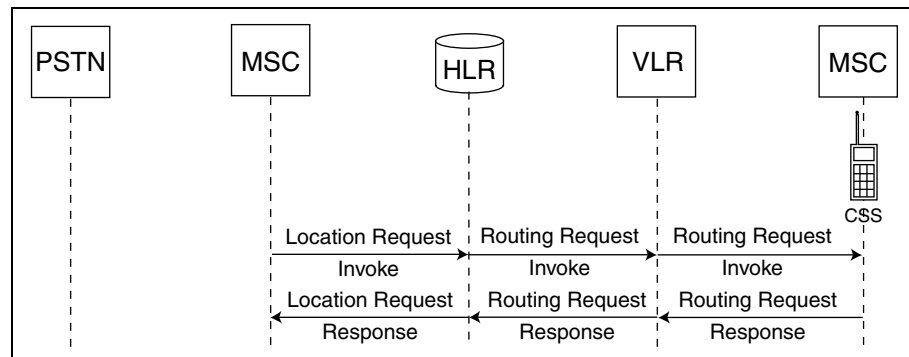 PSTN
MSC
HLR
VLR
MSC
CSS
Location Request
Routing Request
Routing Request
Invoke
Invoke
Invoke
Location Request
Routing Request
Routing Request
Response
Response
Response